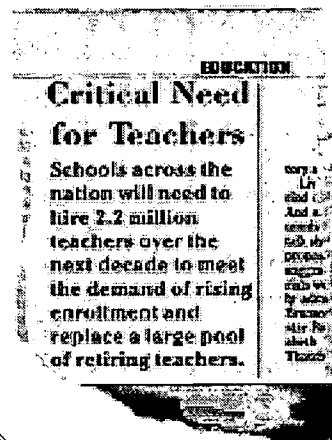 EDUCATION
Critical Need
for Teachers
Schools across the
nation will need to
hire 2.2 million
teachers over the
next decade to meet
the demand of rising
enrollment and
replace a large pool
of retiring teachers.